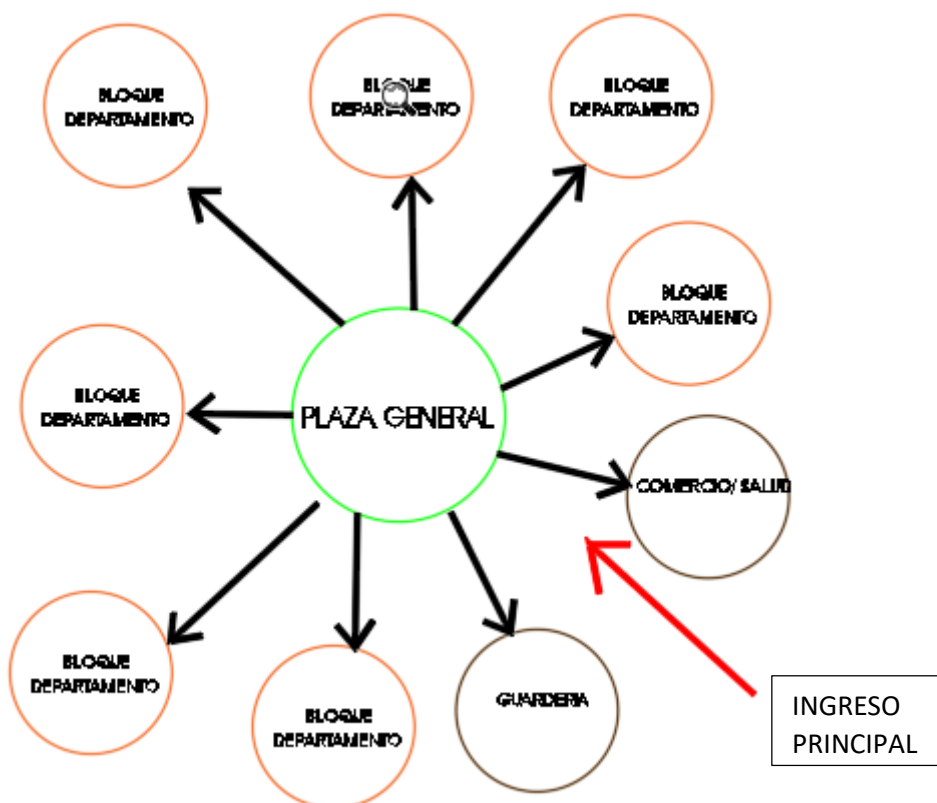 BLOQUE
DEPARTAMENTO
BLOQUE
DEPARTAMENTO
BLOQUE
DEPARTAMENTO
BLOQUE
DEPARTAMENTO
BLOQUE
DEPARTAMENTO
PLAZA GENERAL
COMERCIO/ SALUD
BLOQUE
DEPARTAMENTO
BLOQUE
DEPARTAMENTO
GUARDERIA
INGRESO
PRINCIPAL